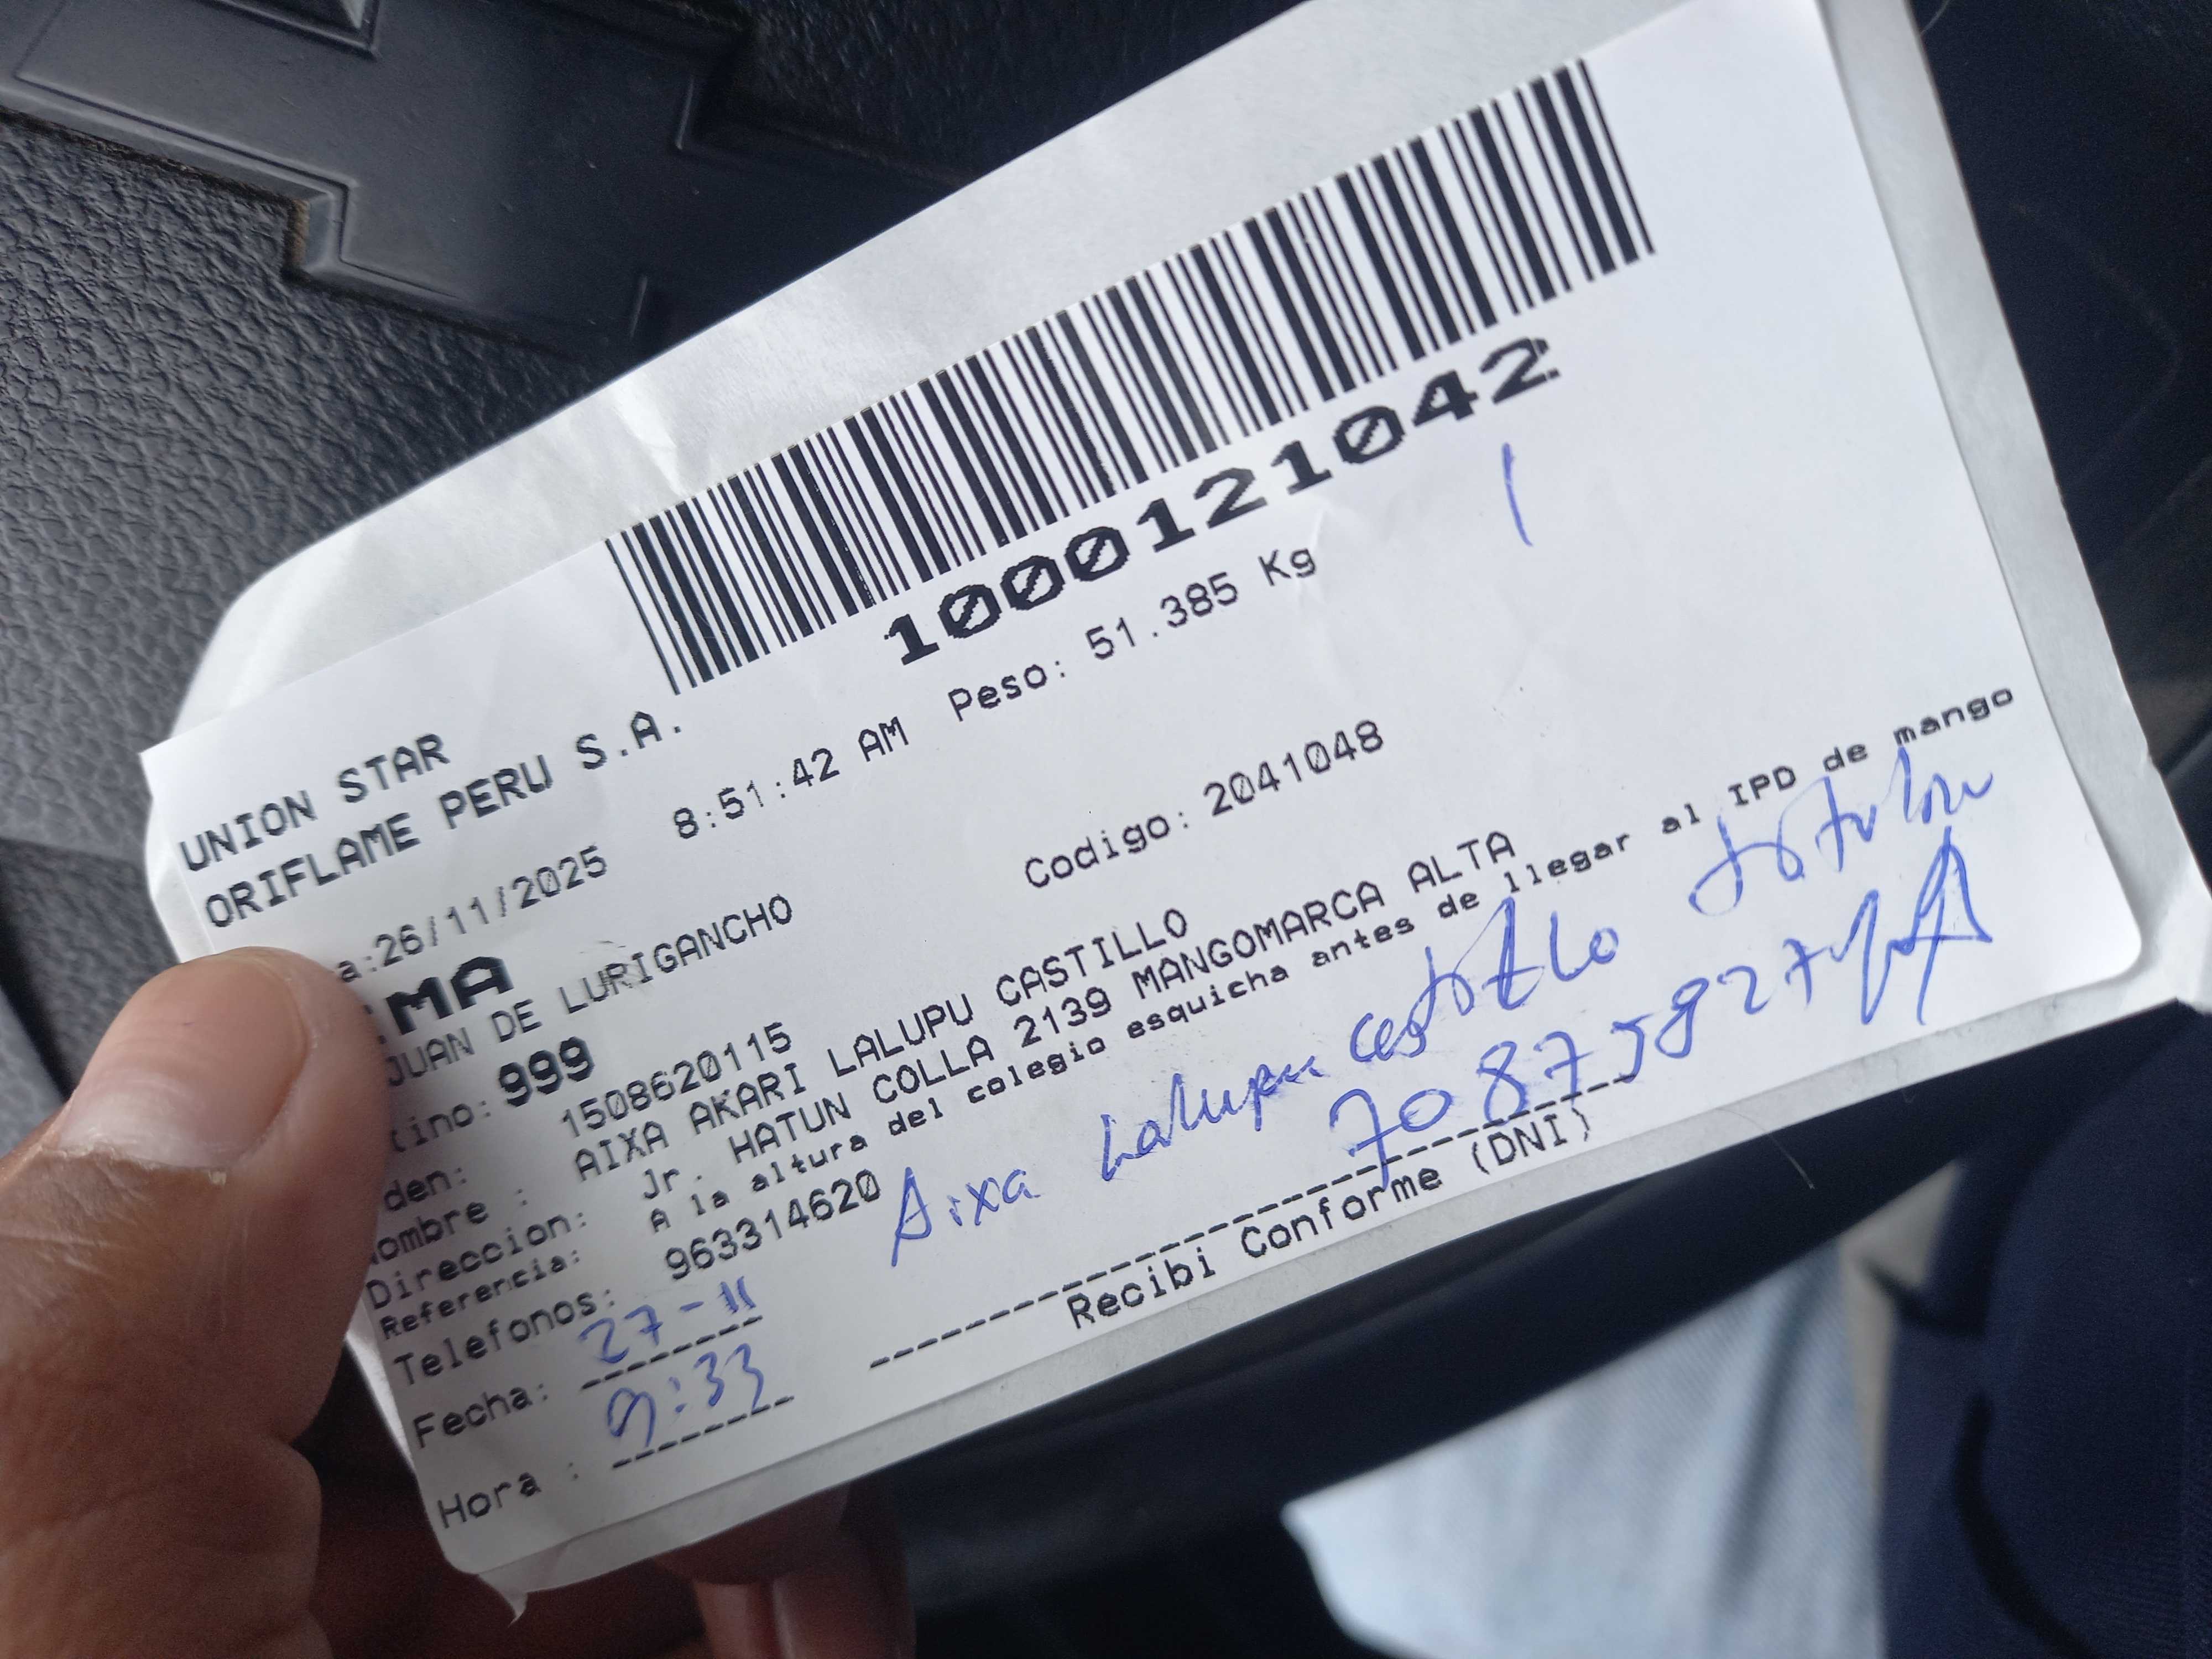 1000121042
UNION STAR
ORIFLAME PERU S.A.
a:26/11/2025 8:51:42 AM Peso: 51.385 Kg
MA
JUAN DE LURIGANCHO Codigo: 2041048
tino: 999
den: 1508620115
ombre : AIXA AKARI LALUPU CASTILLO
Direccion: Jr. HATUN COLLA 2139 MANGOMARCA ALTA
Referencia: A la altura del colegio esquicha antes de llegar al IPD de mango
Telefonos: 963314620
Aixa Lalupu Castillo
Fecha: 27-11
Hora : 9:33
Recibi Conforme (DNI)